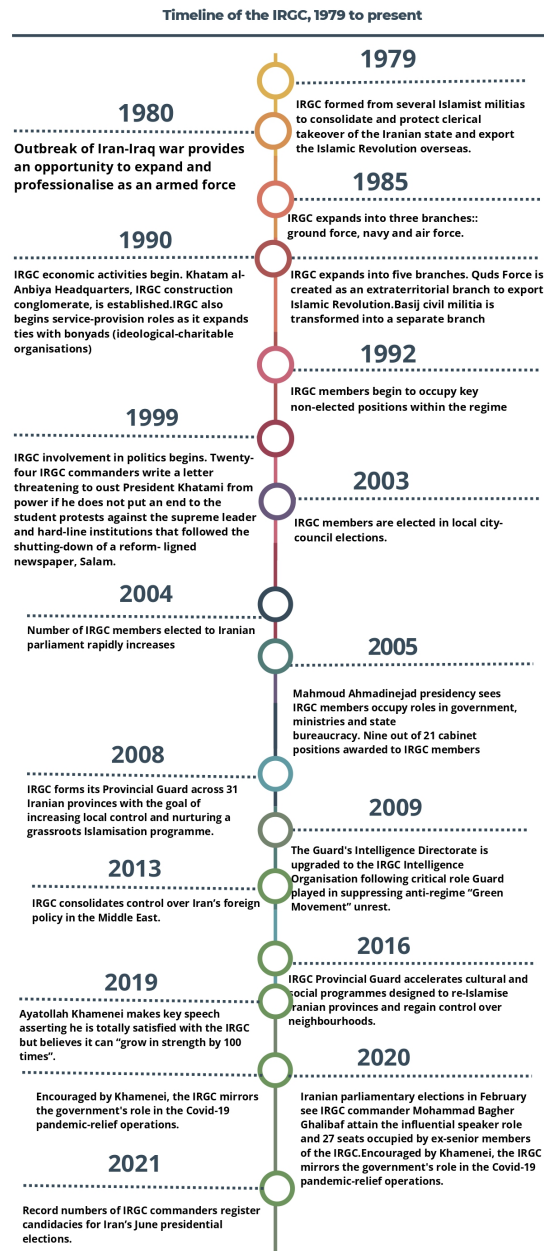 Timeline of the IRGC, 1979 to present
1979
IRGC formed from several Islamist militias
to consolidate and protect clerical
takeover of the Iranian state and export
the Islamic Revolution overseas.
1980
Outbreak of Iran-Iraq war provides
an opportunity to expand and
professionalise as an armed force
1985
IRGC expands into three branches::
ground force, navy and air force.
1990
IRGC economic activities begin. Khatam al-
Anbiya Headquarters, IRGC construction
conglomerate, is established.IRGC also
begins service-provision roles as it expands
ties with bonyads (ideological-charitable
organisations)
IRGC expands into five branches. Quds Force is
created as an extraterritorial branch to export
Islamic Revolution.Basij civil militia is
transformed into a separate branch
1992
IRGC members begin to occupy key
non-elected positions within the regime
1999
IRGC involvement in politics begins. Twenty-
four IRGC commanders write a letter
threatening to oust President Khatami from
power if he does not put an end to the
student protests against the supreme leader
and hard-line institutions that followed the
shutting-down of a reform- ligned
newspaper, Salam.
2003
IRGC members are elected in local city-
council elections.
2004
Number of IRGC members elected to Iranian
parliament rapidly increases
2005
Mahmoud Ahmadinejad presidency sees
IRGC members occupy roles in government,
ministries and state
bureaucracy. Nine out of 21 cabinet
positions awarded to IRGC members
2008
IRGC forms its Provincial Guard across 31
Iranian provinces with the goal of
increasing local control and nurturing a
grassroots Islamisation programme.
2009
The Guard's Intelligence Directorate is
upgraded to the IRGC Intelligence
Organisation following critical role Guard
played in suppressing anti-regime “Green
Movement” unrest.
2013
IRGC consolidates control over Iran’s foreign
policy in the Middle East.
2016
IRGC Provincial Guard accelerates cultural and
social programmes designed to re-Islamise
Iranian provinces and regain control over
neighbourhoods.
2019
Ayatollah Khamenei makes key speech
asserting he is totally satisfied with the IRGC
but believes it can “grow in strength by 100
times”.
2020
Encouraged by Khamenei, the IRGC mirrors
the government's role in the Covid-19
pandemic-relief operations.
Iranian parliamentary elections in February
see IRGC commander Mohammad Bagher
Ghalibaf attain the influential speaker role
and 27 seats occupied by ex-senior members
of the IRGC.Encouraged by Khamenei, the IRGC
mirrors the government's role in the Covid-19
pandemic-relief operations.
2021
Record numbers of IRGC commanders register
candidacies for Iran’s June presidential
elections.